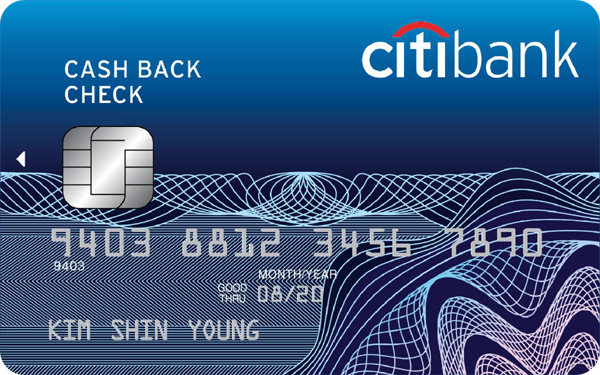 citibank
CASH BACK
CHECK
9403 8812 3456 7890
9403
MONTH/YEAR
GOOD THRU 08/20
KIM SHIN YOUNG